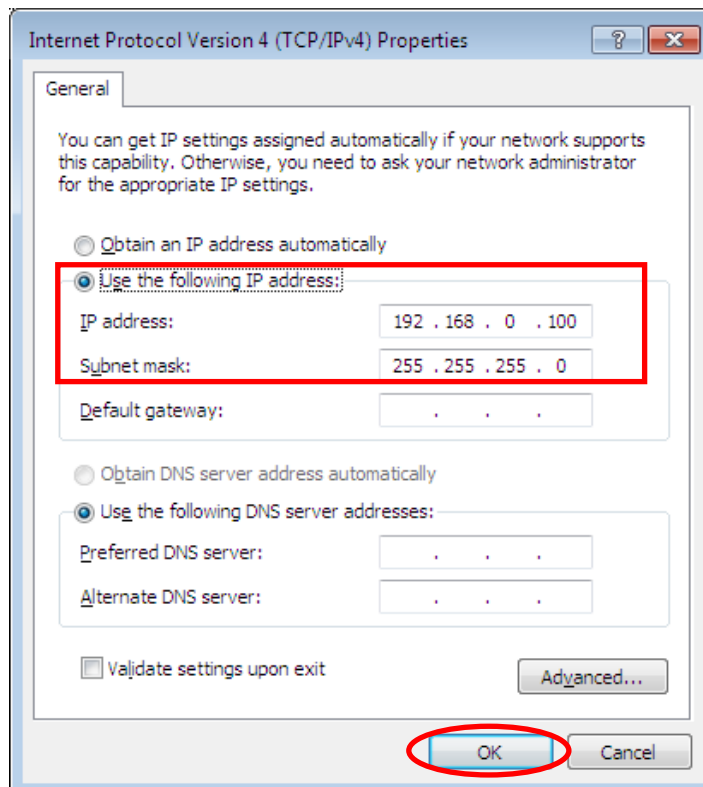 Internet Protocol Version 4 (TCP/IPv4) Properties
General
You can get IP settings assigned automatically if your network supports
this capability. Otherwise, you need to ask your network administrator
for the appropriate IP settings.
Obtain an IP address automatically
Use the following IP address:
IP address: 192 . 168 . 0 . 100
Subnet mask: 255 . 255 . 255 . 0
Default gateway: . . .
Obtain DNS server address automatically
Use the following DNS server addresses:
Preferred DNS server: . . .
Alternate DNS server: . . .
Validate settings upon exit
Advanced...
OK Cancel